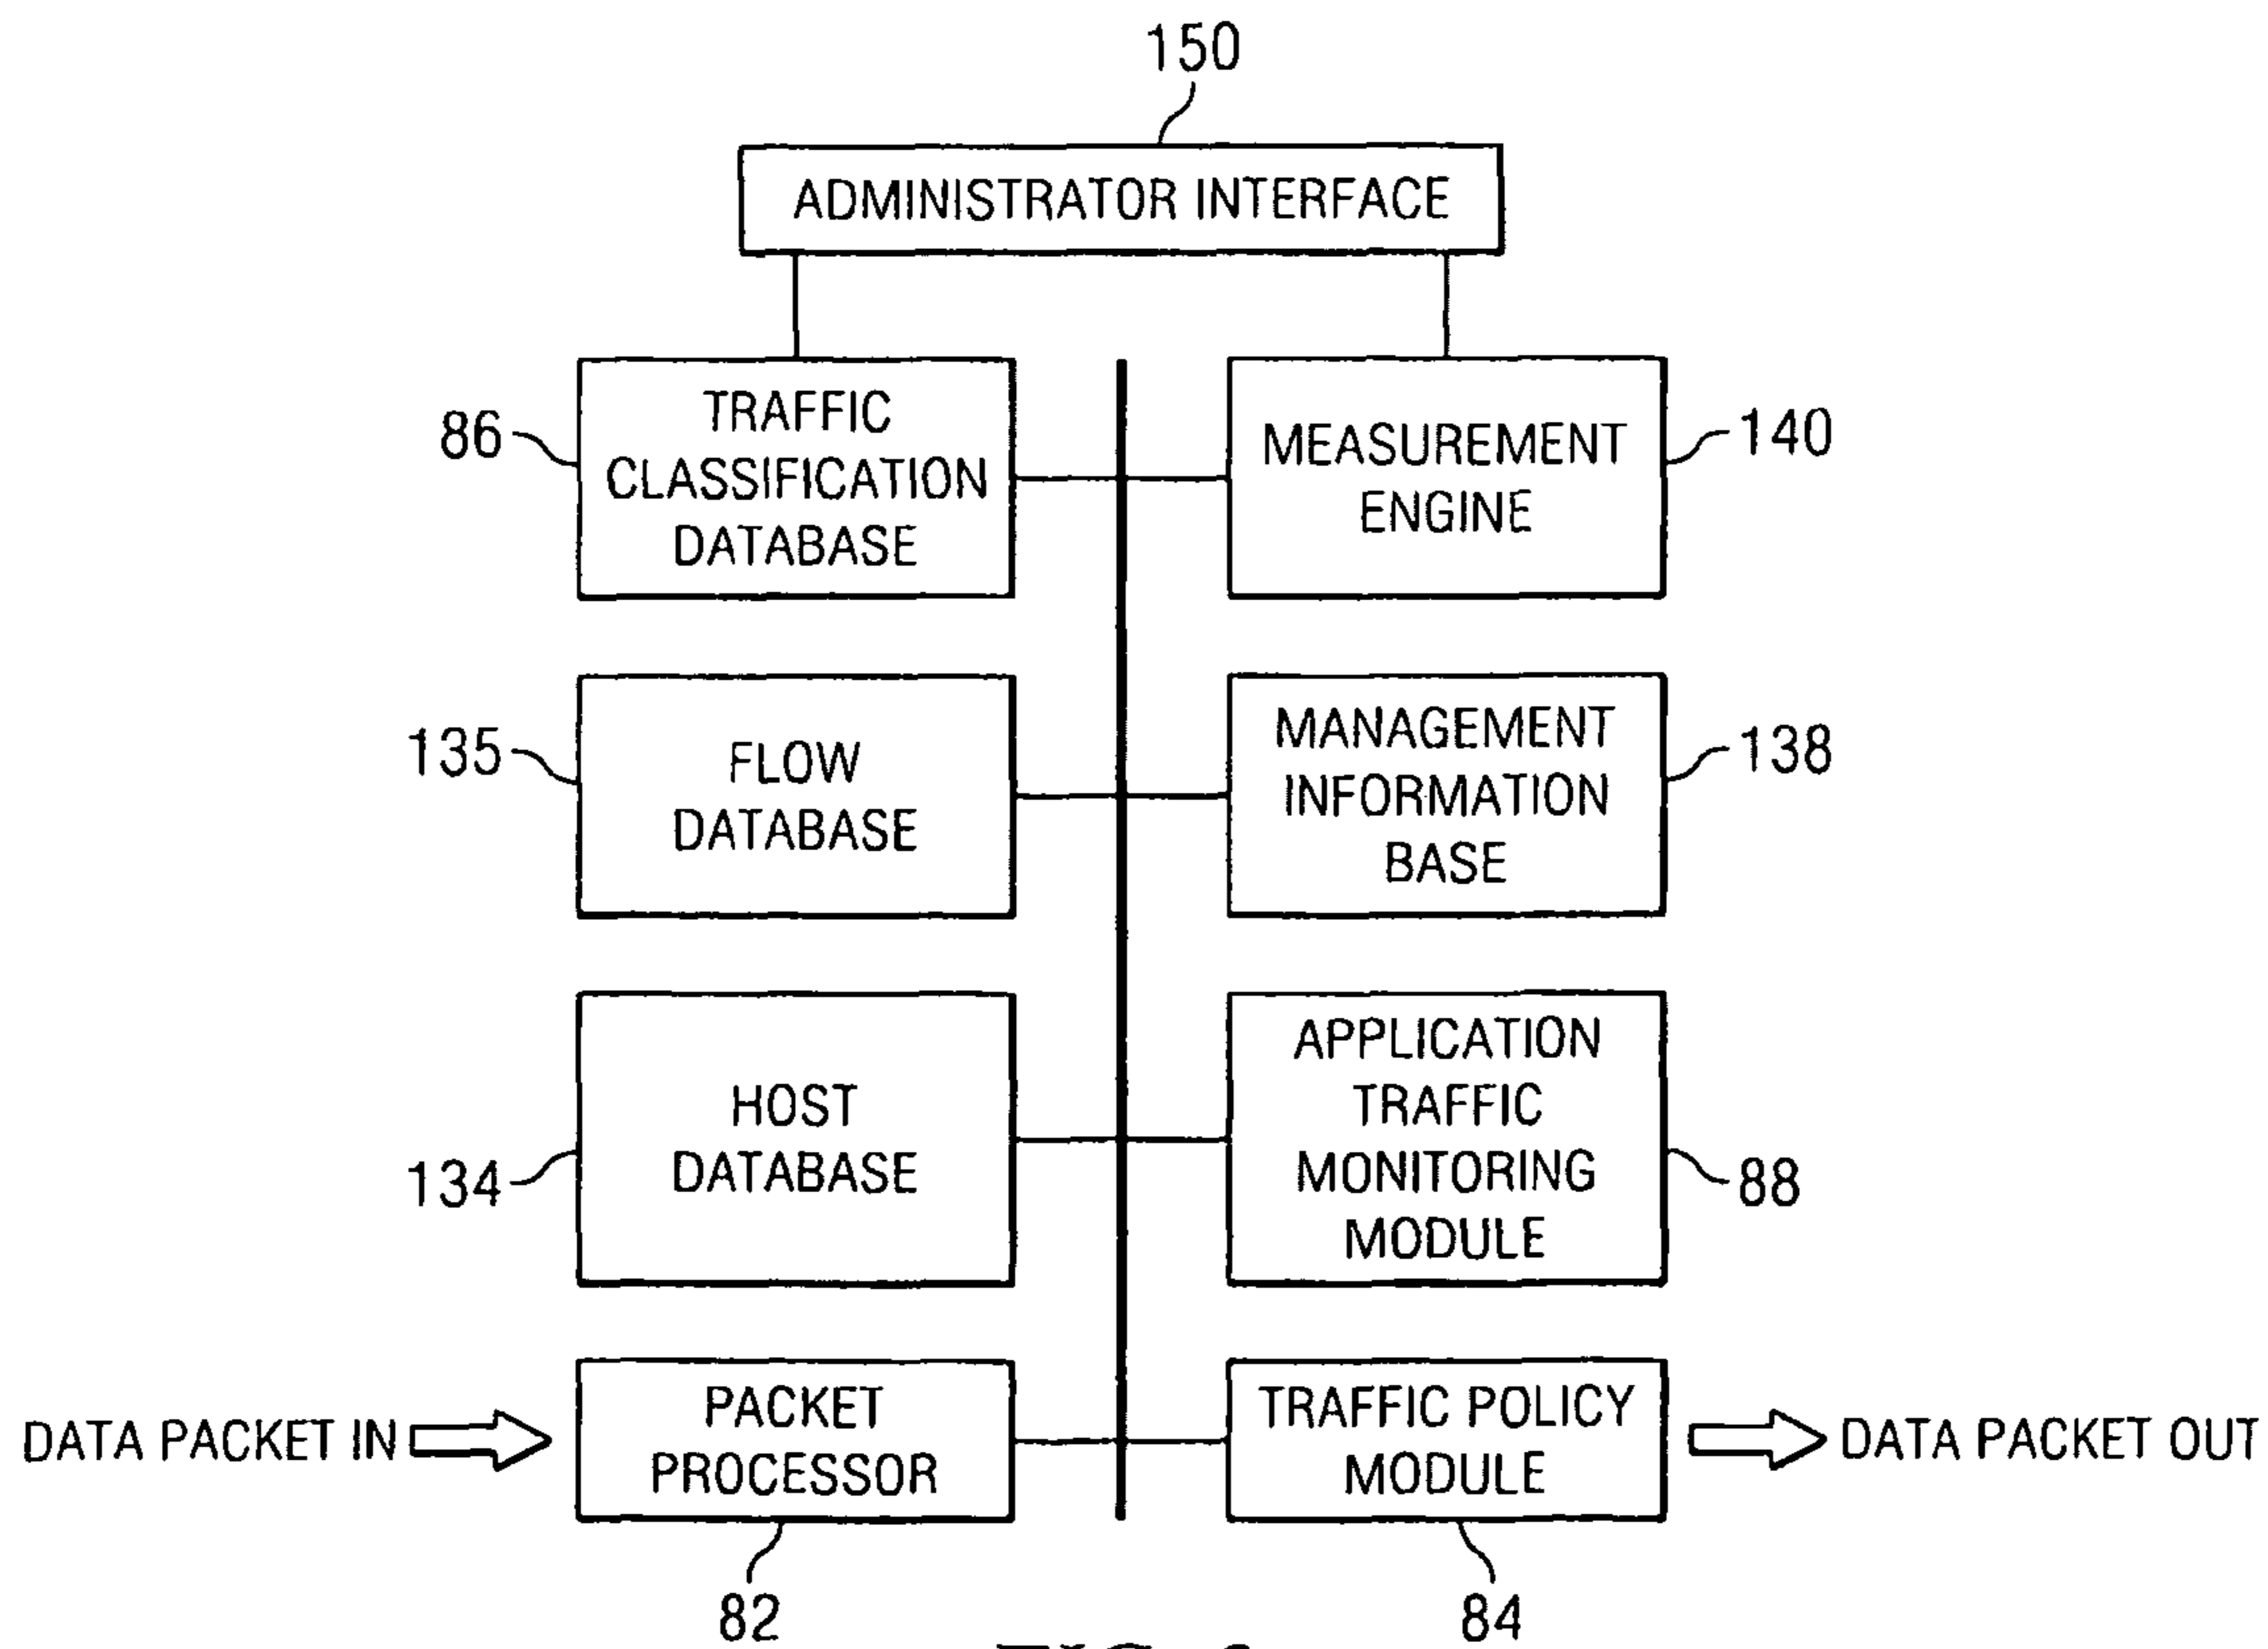 150
ADMINISTRATOR INTERFACE
86
TRAFFIC
CLASSIFICATION
DATABASE
MEASUREMENT
ENGINE
140
135
FLOW
DATABASE
MANAGEMENT
INFORMATION
BASE
138
134
HOST
DATABASE
APPLICATION
TRAFFIC
MONITORING
MODULE
88
DATA PACKET IN
PACKET
PROCESSOR
TRAFFIC POLICY
MODULE
DATA PACKET OUT
82
84